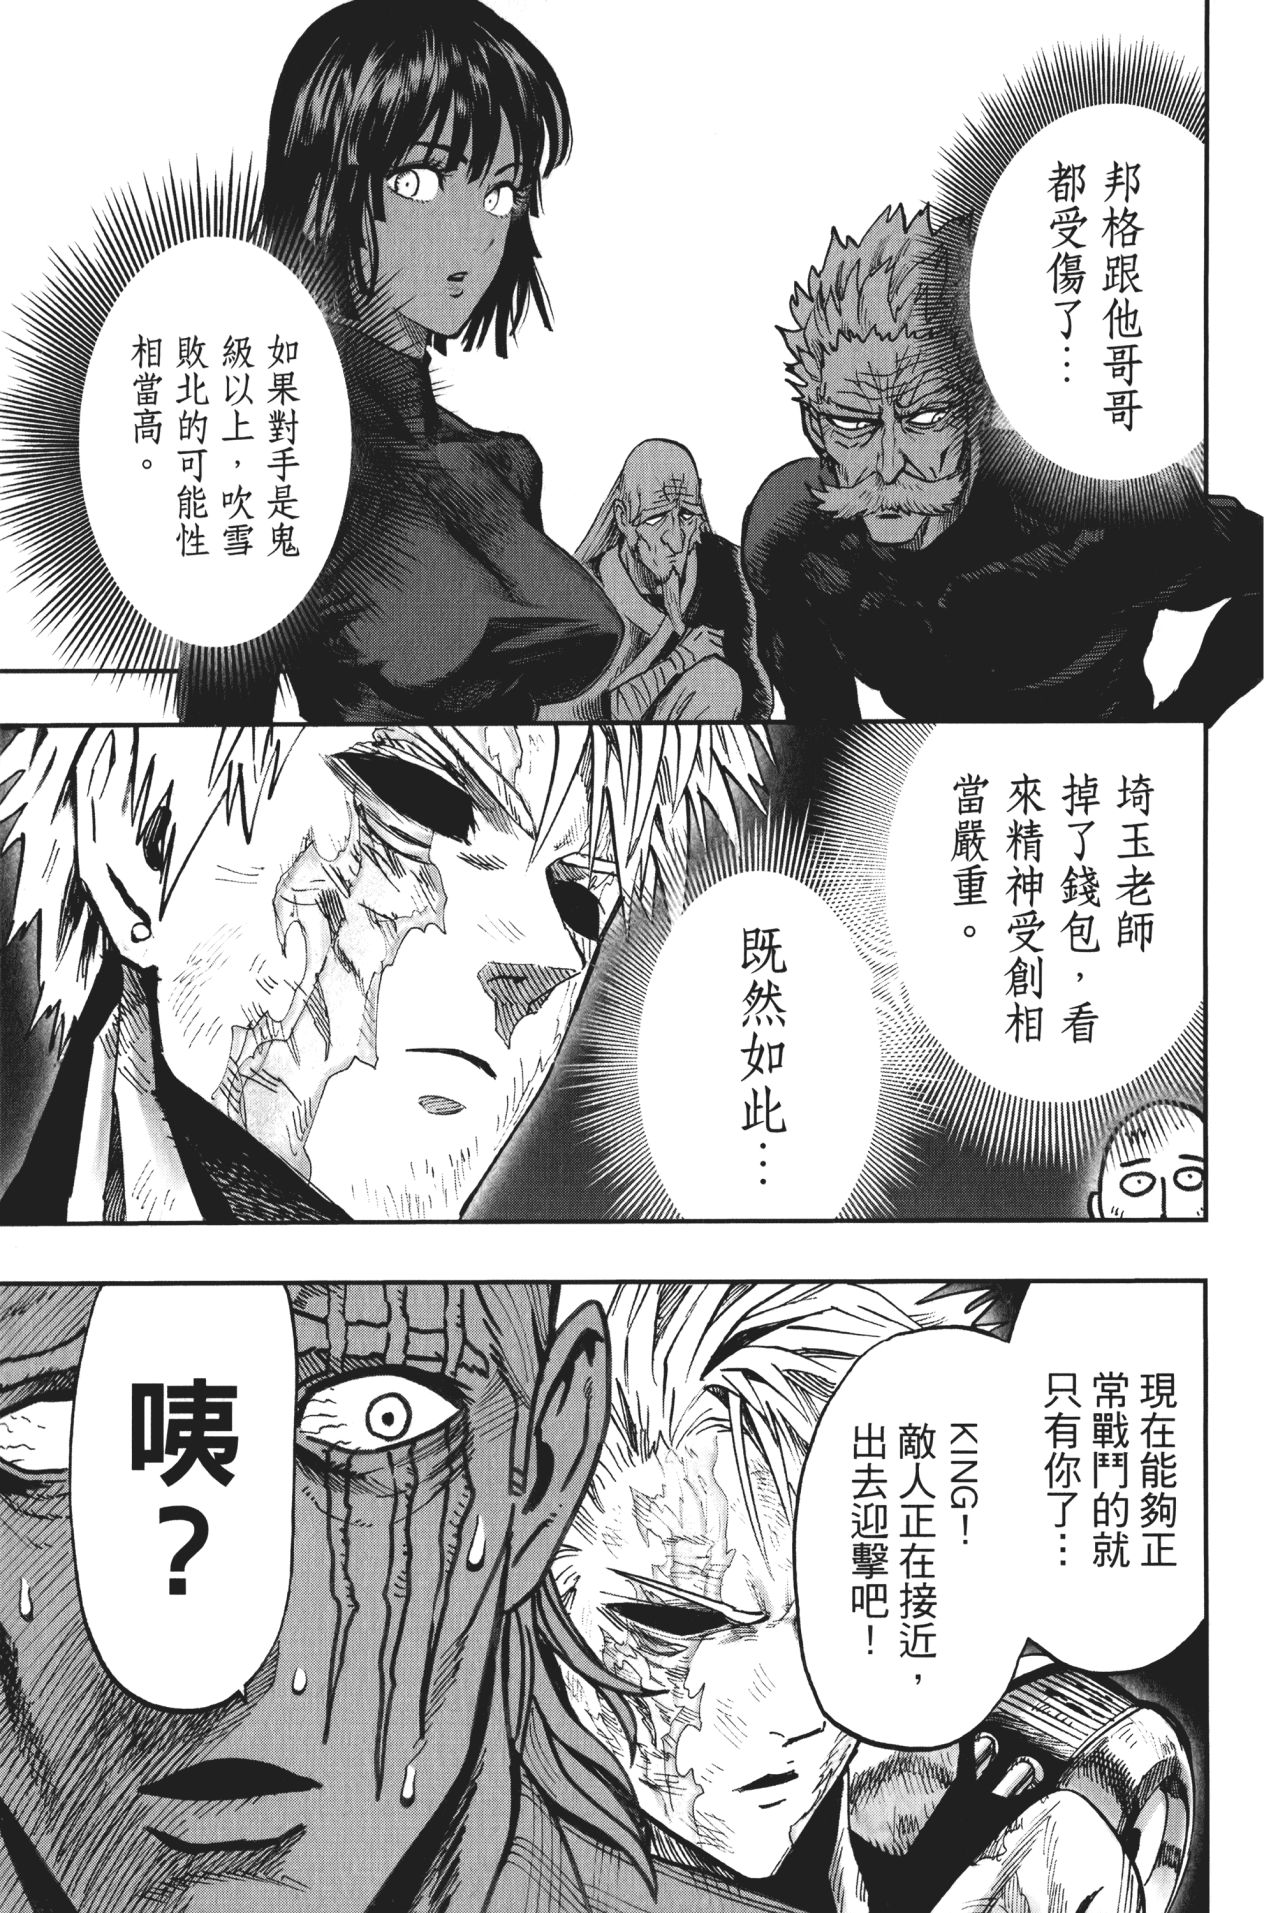 邦格跟他哥哥
都受傷了…
如果對手是鬼
級以上，吹雪
敗北的可能性
相當高。
埼玉老師
掉了錢包，看
來精神受創相
當嚴重。
既然如此…
現在能夠正
常戰鬥的就
只有你了…
KING！
敵人正在接近，
出去迎擊吧！
咦？